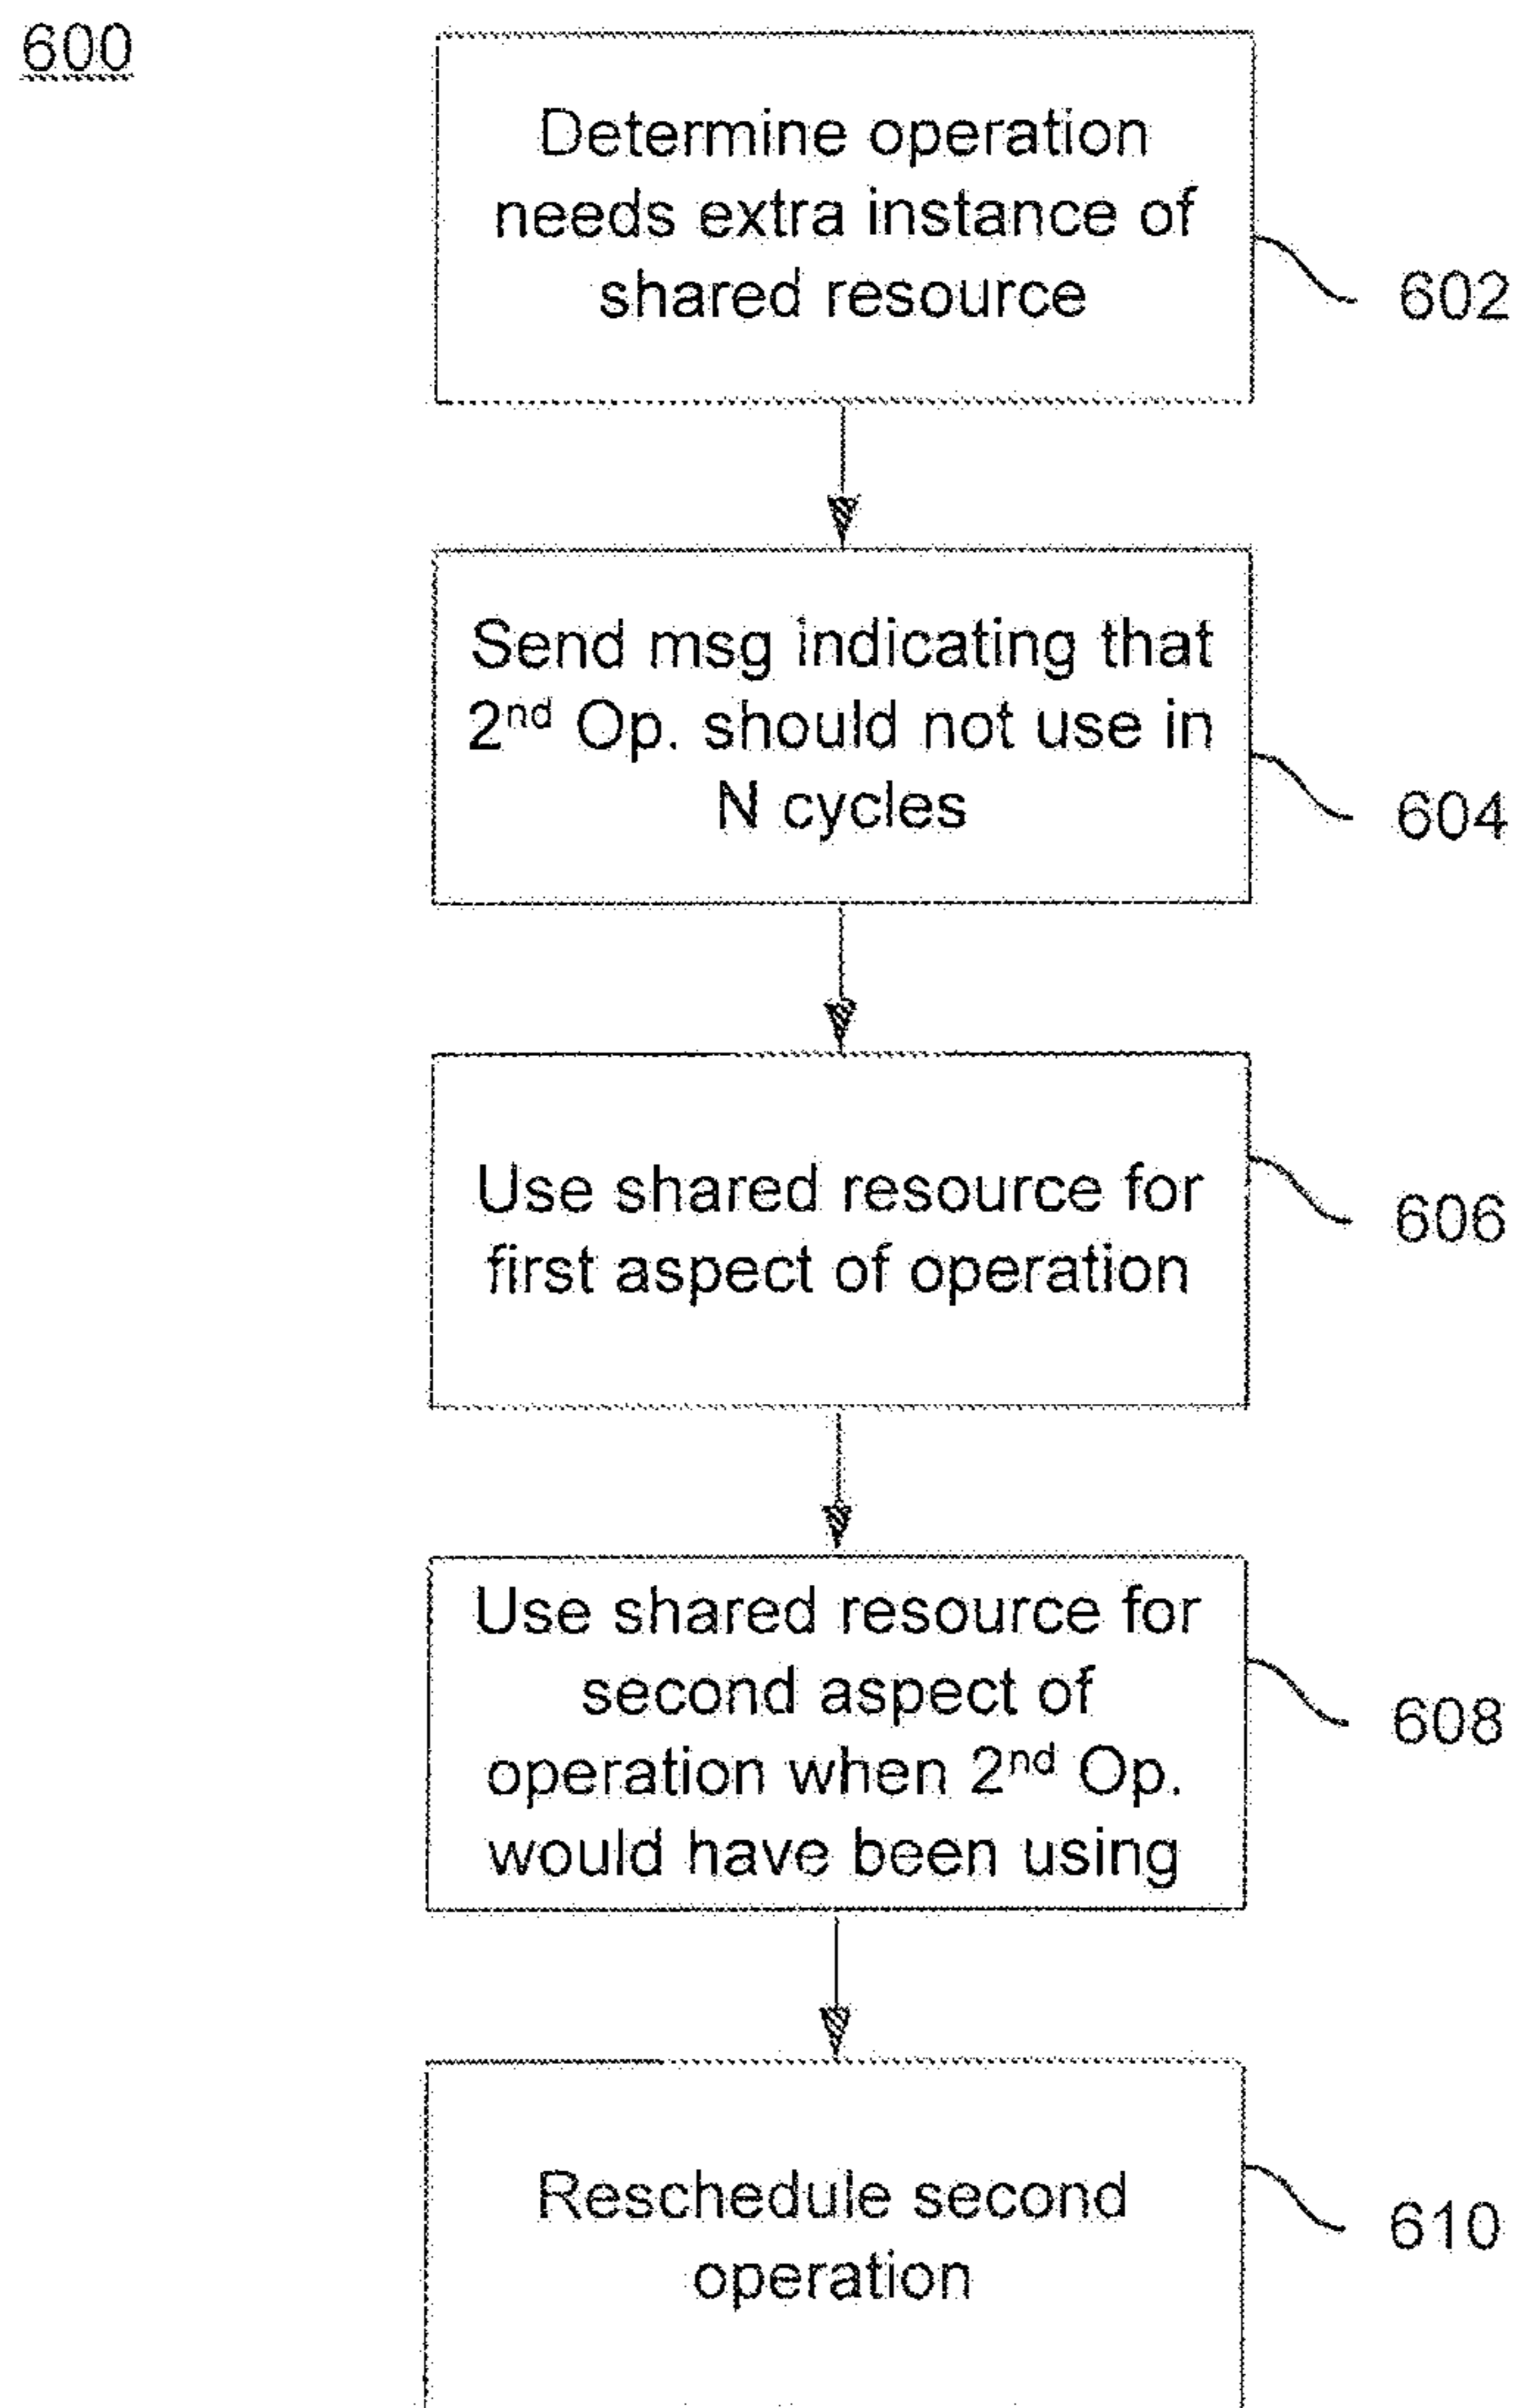 600
Determine operation
needs extra instance of
shared resource
602
Send msg indicating that
2nd Op. should not use in
N cycles
604
Use shared resource for
first aspect of operation
606
Use shared resource for
second aspect of
operation when 2nd Op.
would have been using
608
Reschedule second
operation
610